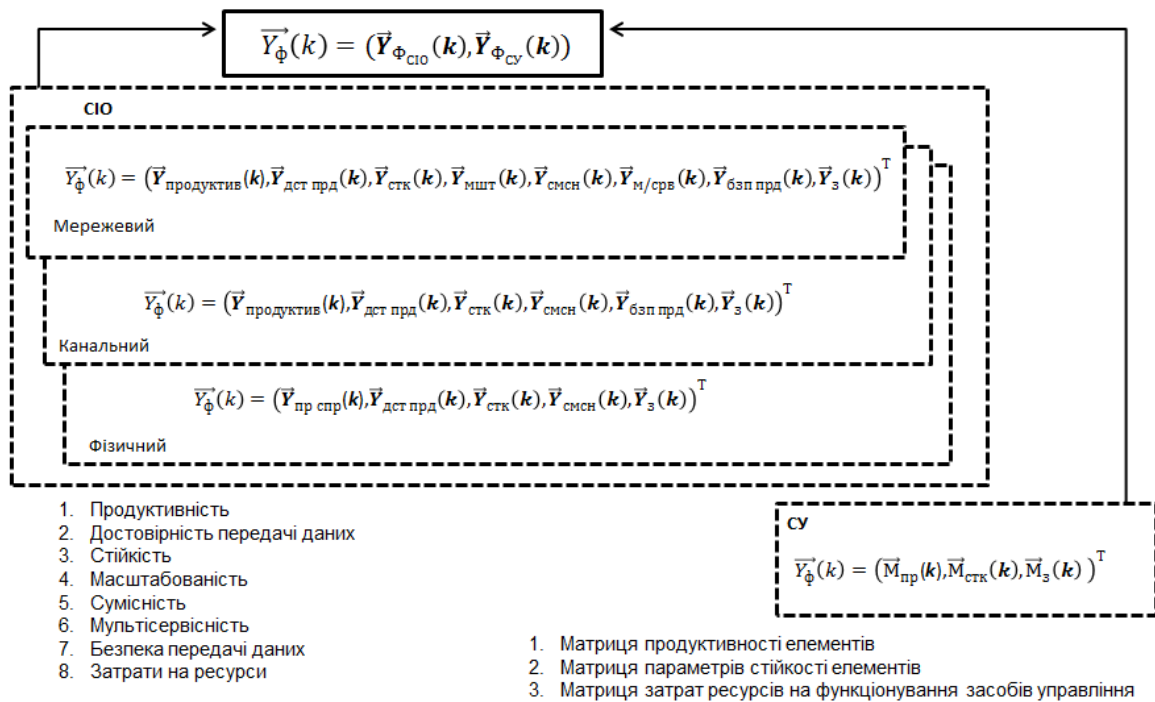 Y⃗ф(k) = (Y⃗Ф СІО(k),Y⃗Ф СУ(k))
СІО
Y⃗ф(k) = (Y⃗продуктив(k),Y⃗дст прд(k),Y⃗стк(k),Y⃗мшт(k),Y⃗смсн(k),Y⃗м/срв(k),Y⃗бзп прд(k),Y⃗з(k))ᵀ
Мережевий
Y⃗ф(k) = (Y⃗продуктив(k),Y⃗дст прд(k),Y⃗стк(k),Y⃗смсн(k),Y⃗бзп прд(k),Y⃗з(k))ᵀ
Канальний
Y⃗ф(k) = (Y⃗пр спр(k),Y⃗дст прд(k),Y⃗стк(k),Y⃗смсн(k),Y⃗з(k))ᵀ
Фізичний
1. Продуктивність
2. Достовірність передачі даних
3. Стійкість
4. Масштабованість
5. Сумісність
6. Мультісервісність
7. Безпека передачі даних
8. Затрати на ресурси
СУ
Y⃗ф(k) = (М⃗пр(k),М⃗стк(k),М⃗з(k) )ᵀ
1. Матриця продуктивності елементів
2. Матриця параметрів стійкості елементів
3. Матриця затрат ресурсів на функціонування засобів управління